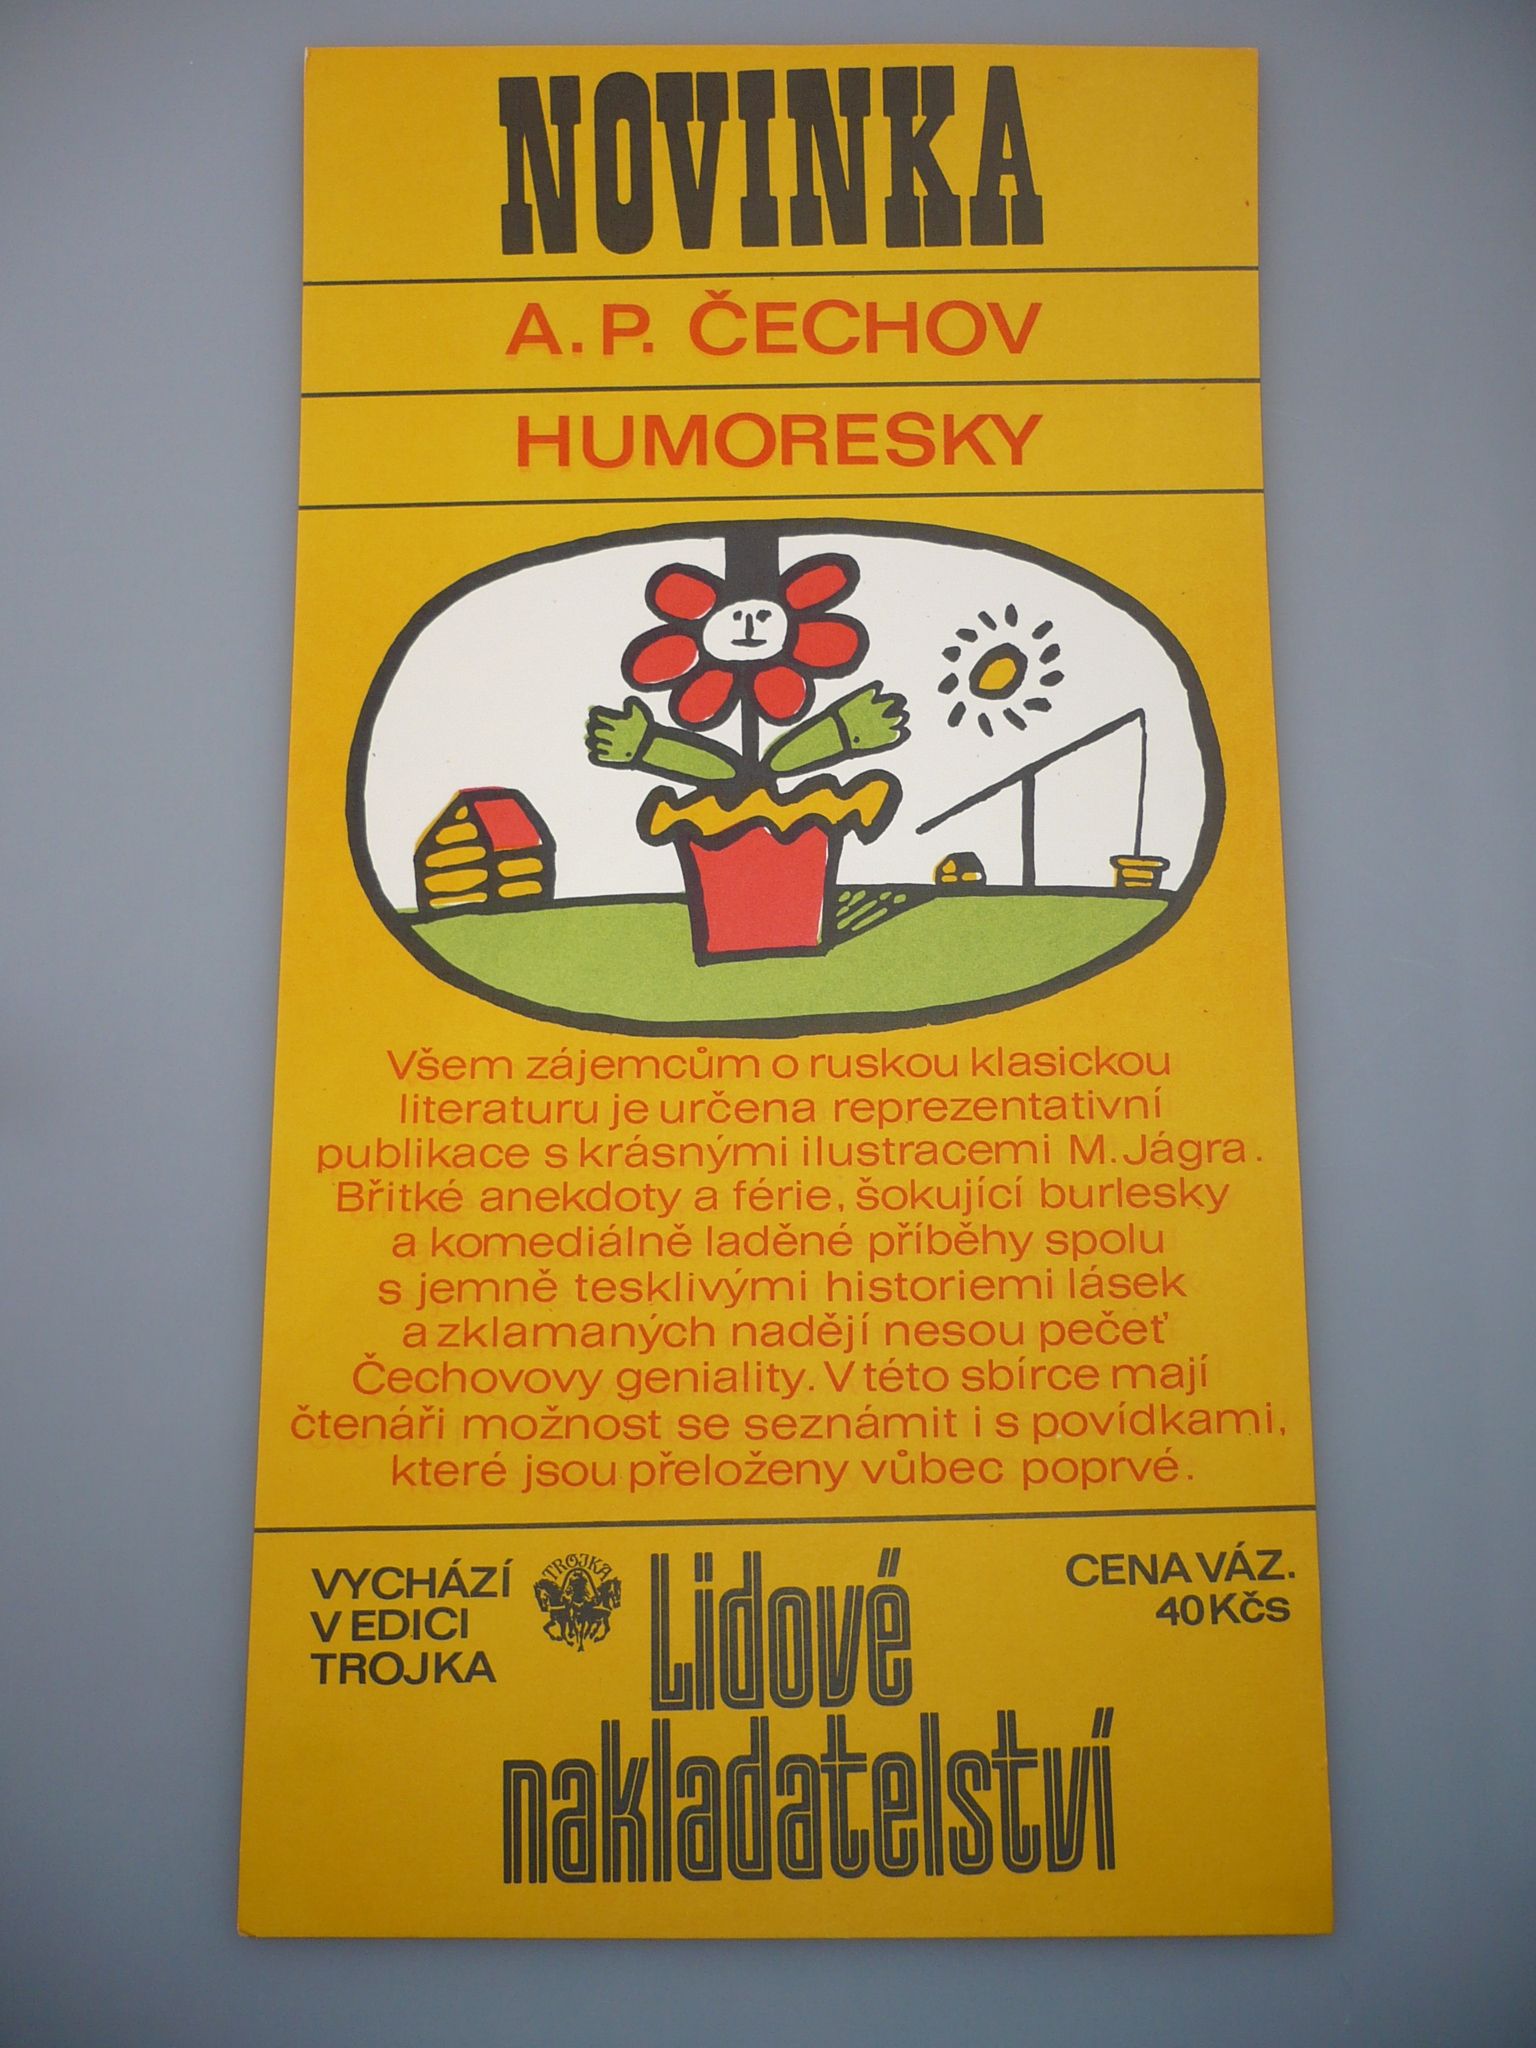 NOVINKA
A. P. ČECHOV
HUMORESKY
Všem zájemcům o ruskou klasickou
literaturu je určena reprezentativní
publikace s krásnými ilustracemi M. Jágra.
Břitké anekdoty a férie, šokující burlesky
a komediálně laděné příběhy spolu
s jemně tesklivými historiemi lásek
a zklamaných nadějí nesou pečeť
Čechovovy geniality. V této sbírce mají
čtenáři možnost se seznámit i s povídkami,
které jsou přeloženy vůbec poprvé.
VYCHÁZÍ
V EDICI
TROJKA
TROJKA
Lidové
nakladatelství
CENA VÁZ.
40 Kčs